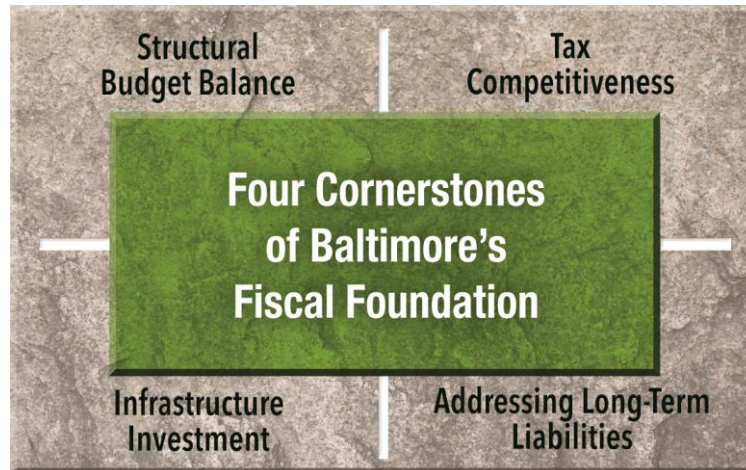 Structural
Budget Balance
Tax
Competitiveness
Four Cornerstones
of Baltimore's
Fiscal Foundation
Infrastructure
Investment
Addressing Long-Term
Liabilities